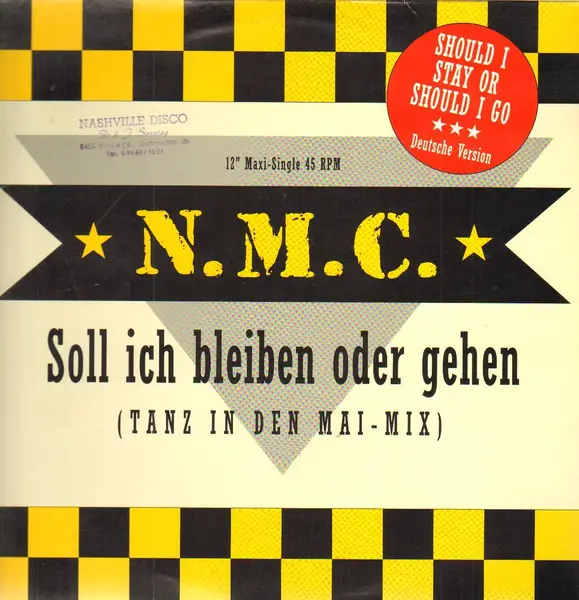 SHOULD I
STAY OR
SHOULD I GO
★★★
Deutsche Version
NASHVILLE DISCO
12" Maxi-Single 45 RPM
★ N.M.C. ★
Soll ich bleiben oder gehen
(TANZ IN DEN MAI-MIX)